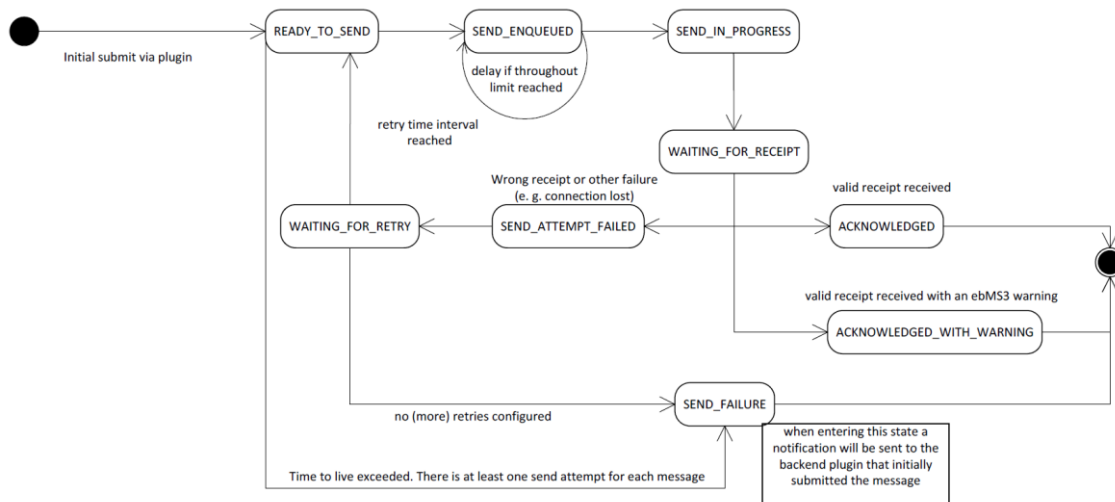 READY_TO_SEND
SEND_ENQUEUED
SEND_IN_PROGRESS
Initial submit via plugin
delay if throughout
limit reached
retry time interval
reached
WAITING_FOR_RECEIPT
Wrong receipt or other failure
(e. g. connection lost)
valid receipt received
WAITING_FOR_RETRY
SEND_ATTEMPT_FAILED
ACKNOWLEDGED
valid receipt received with an ebMS3 warning
ACKNOWLEDGED_WITH_WARNING
SEND_FAILURE
no (more) retries configured
when entering this state a
notification will be sent to the
backend plugin that initially
submitted the message
Time to live exceeded. There is at least one send attempt for each message